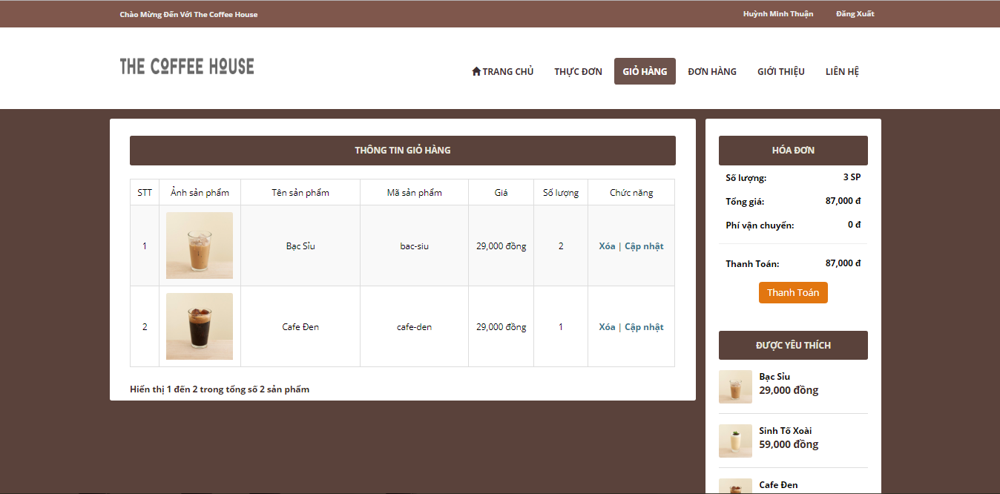 Chào Mừng Đến Với The Coffee House
Huỳnh Minh Thuận
Đăng Xuất
THE COFFEE HOUSE
TRANG CHỦ
THỰC ĐƠN
GIỎ HÀNG
ĐƠN HÀNG
GIỚI THIỆU
LIÊN HỆ
THÔNG TIN GIỎ HÀNG
STT Ảnh sản phẩm Tên sản phẩm Mã sản phẩm Giá Số lượng Chức năng
1 Bạc Sỉu bac-siu 29,000 đồng 2 Xóa | Cập nhật
2 Cafe Đen cafe-den 29,000 đồng 1 Xóa | Cập nhật
Hiển thị 1 đến 2 trong tổng số 2 sản phẩm
HÓA ĐƠN
Số lượng: 3 SP
Tổng giá: 87,000 đ
Phí vận chuyển: 0 đ
Thanh Toán: 87,000 đ
Thanh Toán
ĐƯỢC YÊU THÍCH
Bạc Sỉu
29,000 đồng
Sinh Tố Xoài
59,000 đồng
Cafe Đen